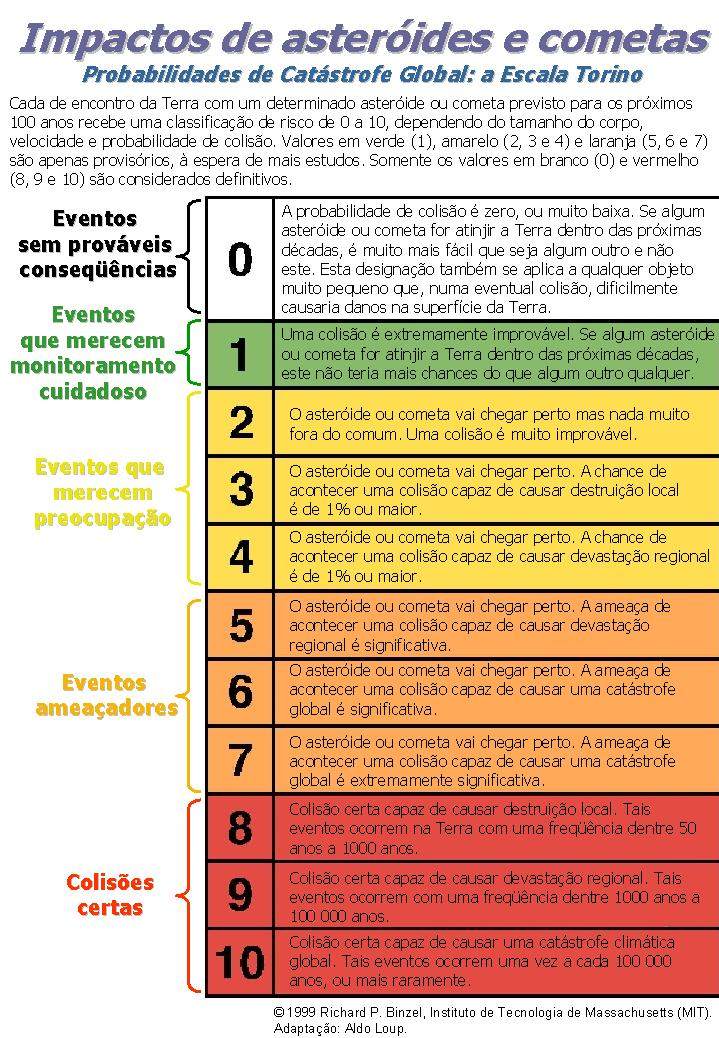 Impactos de asteróides e cometas
Probabilidades de Catástrofe Global: a Escala Torino
Cada de encontro da Terra com um determinado asteróide ou cometa previsto para os próximos
100 anos recebe uma classificação de risco de 0 a 10, dependendo do tamanho do corpo,
velocidade e probabilidade de colisão. Valores em verde (1), amarelo (2, 3 e 4) e laranja (5, 6 e 7)
são apenas provisórios, à espera de mais estudos. Somente os valores em branco (0) e vermelho
(8, 9 e 10) são considerados definitivos.
Eventos
sem prováveis
conseqüências
0
A probabilidade de colisão é zero, ou muito baixa. Se algum
asteróide ou cometa for atinjir a Terra dentro das próximas
décadas, é muito mais fácil que seja algum outro e não
este. Esta designação também se aplica a qualquer objeto
muito pequeno que, numa eventual colisão, dificilmente
causaria danos na superfície da Terra.
Eventos
que merecem
monitoramento
cuidadoso
1
Uma colisão é extremamente improvável. Se algum asteróide
ou cometa for atinjir a Terra dentro das próximas décadas,
este não teria mais chances do que algum outro qualquer.
Eventos que
merecem
preocupação
2
O asteróide ou cometa vai chegar perto mas nada muito
fora do comum. Uma colisão é muito improvável.
3
O asteróide ou cometa vai chegar perto. A chance de
acontecer uma colisão capaz de causar destruição local
é de 1% ou maior.
4
O asteróide ou cometa vai chegar perto. A chance de
acontecer uma colisão capaz de causar devastação regional
é de 1% ou maior.
Eventos
ameaçadores
5
O asteróide ou cometa vai chegar perto. A ameaça de
acontecer uma colisão capaz de causar devastação
regional é significativa.
6
O asteróide ou cometa vai chegar perto. A ameaça de
acontecer uma colisão capaz de causar uma catástrofe
global é significativa.
7
O asteróide ou cometa vai chegar perto. A ameaça de
acontecer uma colisão capaz de causar uma catástrofe
global é extremamente significativa.
Colisões
certas
8
Colisão certa capaz de causar destruição local. Tais
eventos ocorrem na Terra com uma freqüência dentre 50
anos a 1000 anos.
9
Colisão certa capaz de causar devastação regional. Tais
eventos ocorrem com uma freqüência dentre 1000 anos a
100 000 anos.
10
Colisão certa capaz de causar uma catástrofe climática
global. Tais eventos ocorrem uma vez a cada 100 000
anos, ou mais raramente.
©1999 Richard P. Binzel, Instituto de Tecnologia de Massachusetts (MIT).
Adaptação: Aldo Loup.